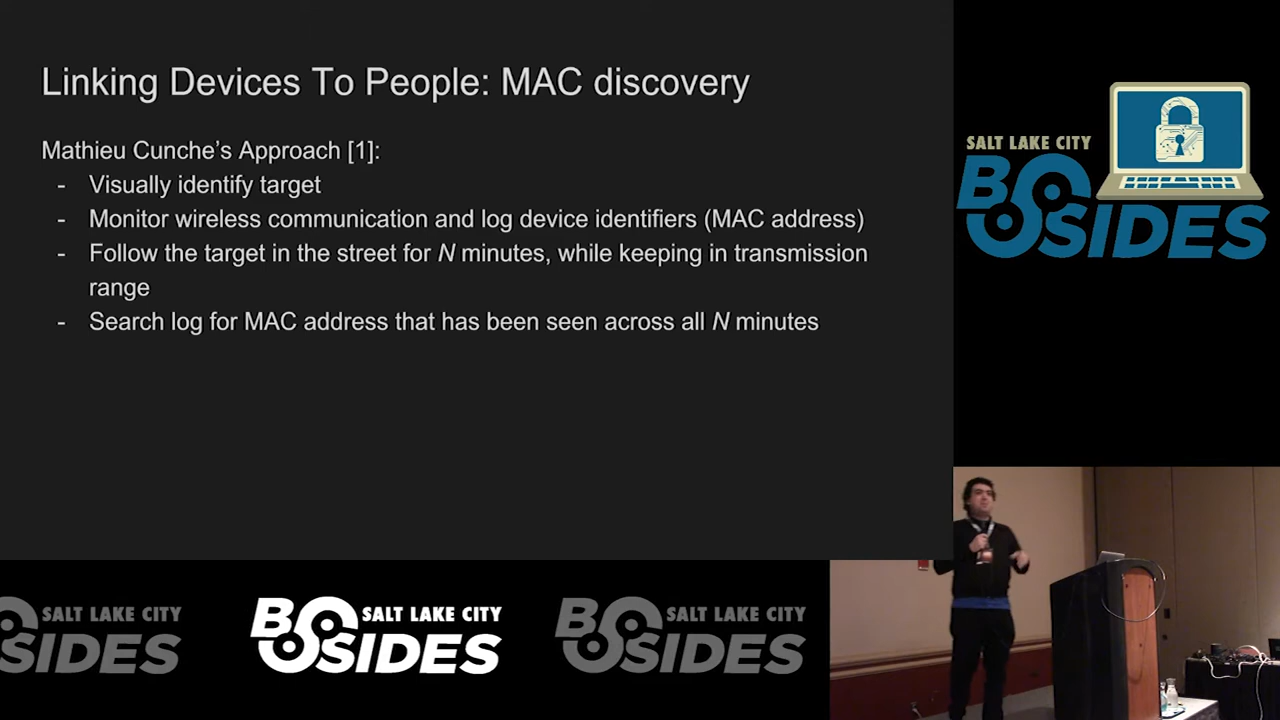 Linking Devices To People: MAC discovery
Mathieu Cunche's Approach [1]:
- Visually identify target
- Monitor wireless communication and log device identifiers (MAC address)
- Follow the target in the street for N minutes, while keeping in transmission
range
- Search log for MAC address that has been seen across all N minutes
SALT LAKE CITY
BSIDES
SALT LAKE CITY
SIDES
SALT LAKE CITY
BSIDES
SALT LAKE CITY
BSIDES